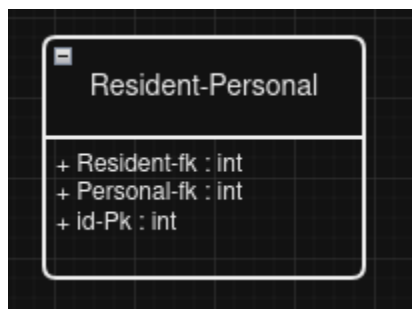 Resident-Personal
+ Resident-fk : int
+ Personal-fk : int
+ id-Pk : int